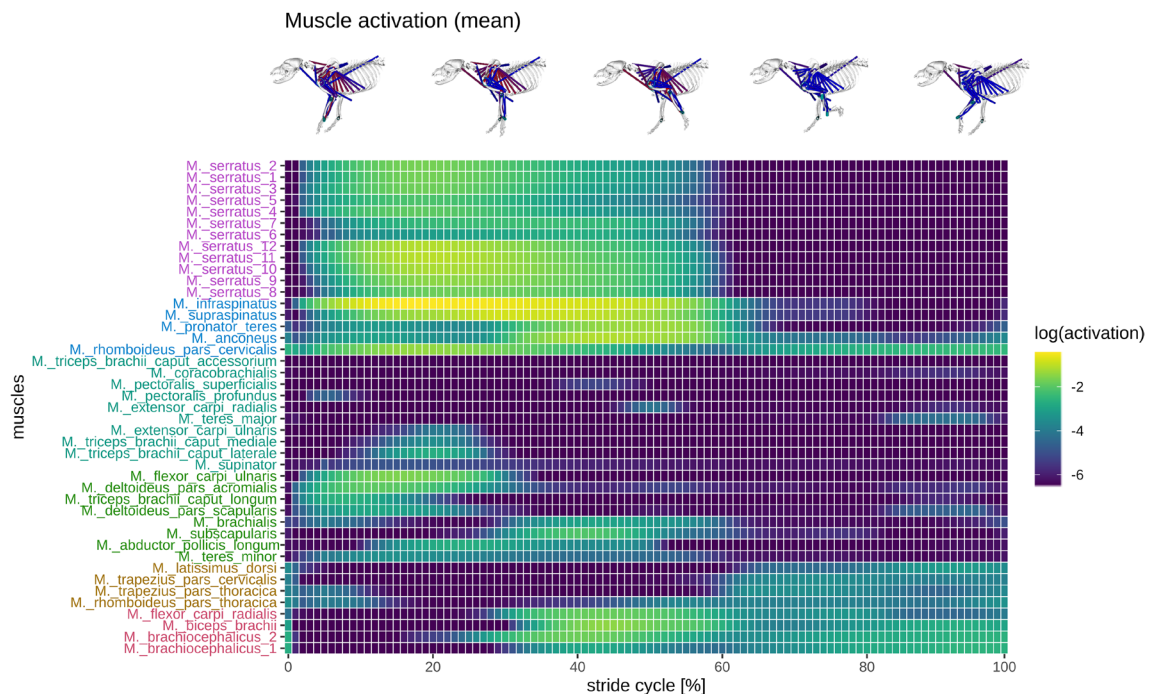 Muscle activation (mean)
M._serratus_2
M._serratus_1
M._serratus_3
M._serratus_5
M._serratus_4
M._serratus_7
M._serratus_6
M._serratus_12
M._serratus_11
M._serratus_10
M._serratus_9
M._serratus_8
M._infraspinatus
M._supraspinatus
M._pronator_teres
M._anconeus
M._rhomboideus_pars_cervicalis
M._triceps_brachii_caput_accessorium
M._coracobrachialis
M._pectoralis_superficialis
M._pectoralis_profundus
M._extensor_carpi_radialis
M._teres_major
M._extensor_carpi_ulnaris
M._triceps_brachii_caput_mediale
M._triceps_brachii_caput_laterale
M._supinator
M._flexor_carpi_ulnaris
M._deltoideus_pars_acromialis
M._triceps_brachii_caput_longum
M._deltoideus_pars_scapularis
M._brachialis
M._subscapularis
M._abductor_pollicis_longum
M._teres_minor
M._latissimus_dorsi
M._trapezius_pars_cervicalis
M._trapezius_pars_thoracica
M._rhomboideus_pars_thoracica
M._flexor_carpi_radialis
M._biceps_brachii
M._brachiocephalicus_2
M._brachiocephalicus_1
muscles
0 20 40 60 80 100
stride cycle [%]
log(activation)
-2
-4
-6